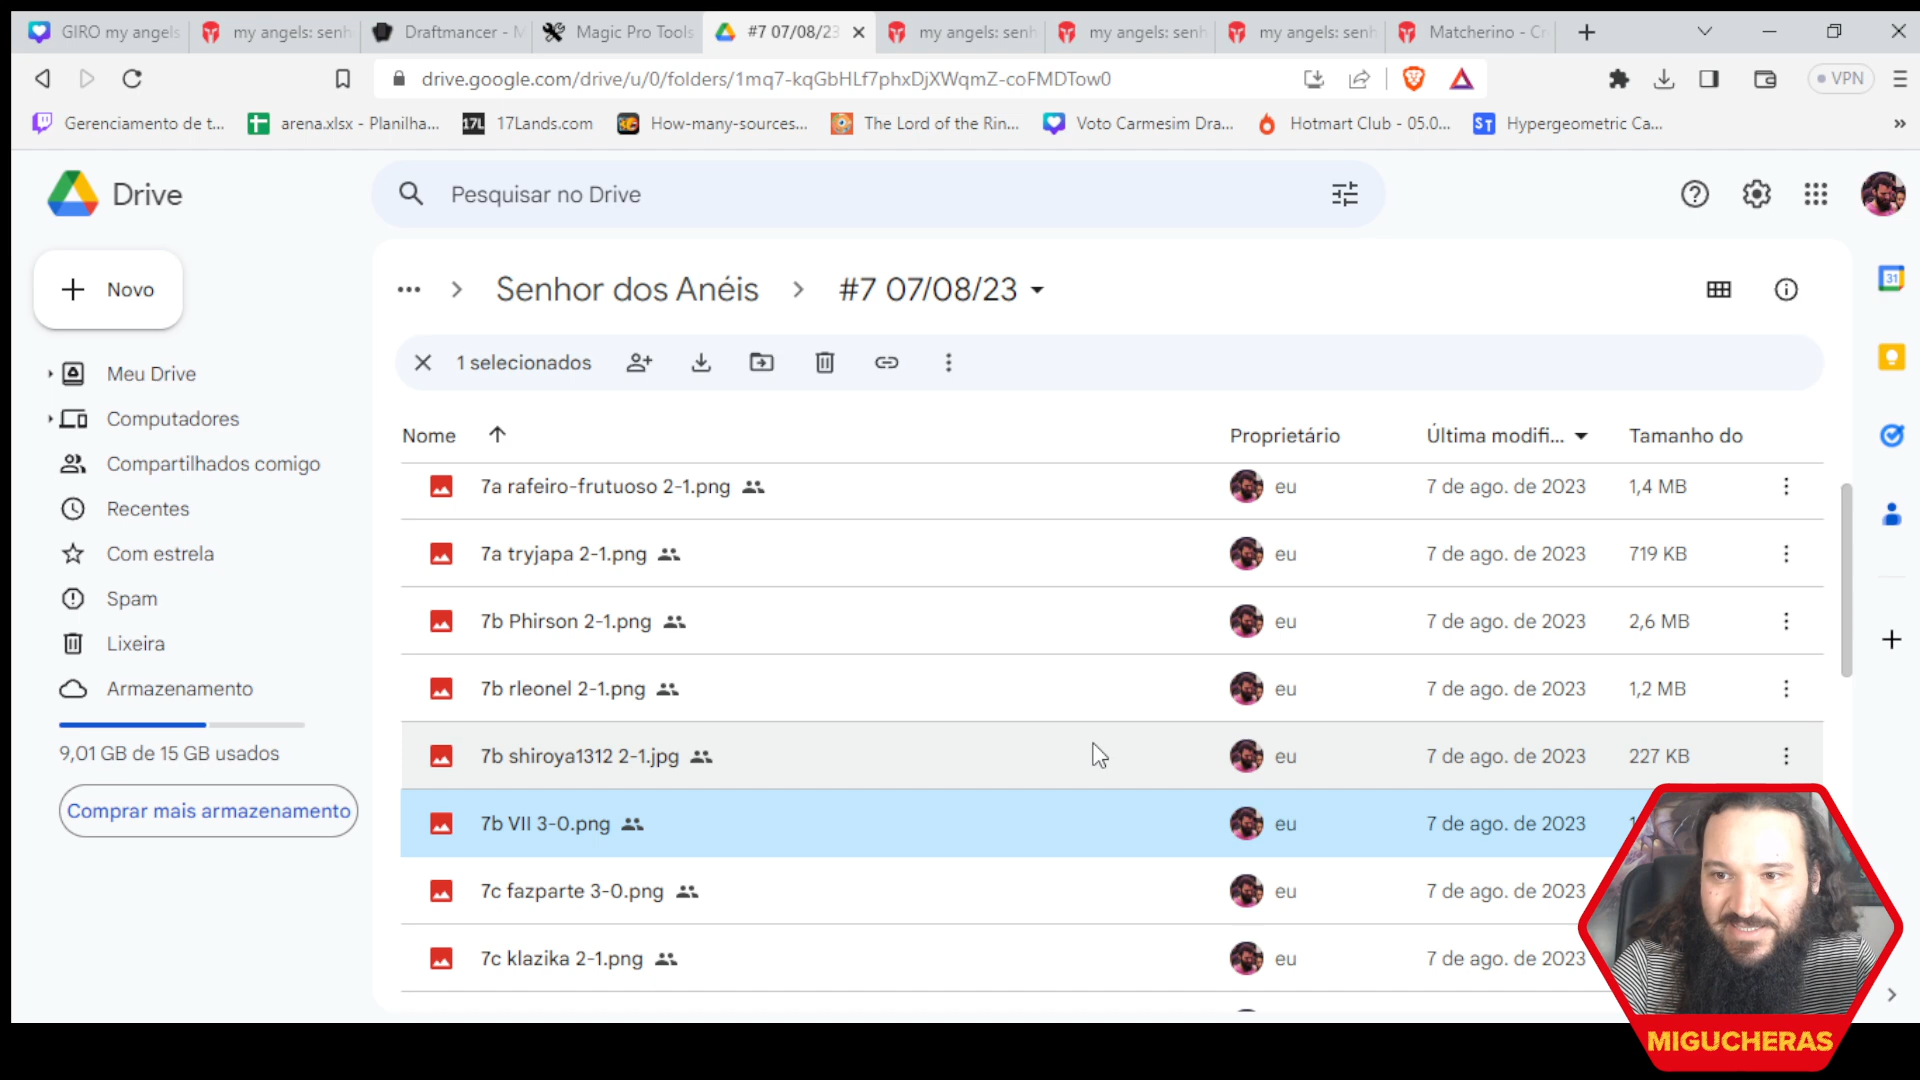 GIRO my angels
my angels: senh
Draftmancer - M
Magic Pro Tools
#7 07/08/23
my angels: senh
my angels: senh
my angels: senh
Matcherino - Cr
drive.google.com/drive/u/0/folders/1mq7-kqGbHLf7phxDjXWqmZ-coFMDTow0
VPN
Gerenciamento de t...
arena.xlsx - Planilha...
17L 17Lands.com
How-many-sources...
The Lord of the Rin...
Voto Carmesim Dra...
Hotmart Club - 05.0...
ST Hypergeometric Ca...
Drive
Pesquisar no Drive
Novo
Senhor dos Anéis
#7 07/08/23
31
1 selecionados
Meu Drive
Computadores
Compartilhados comigo
Recentes
Com estrela
Spam
Lixeira
Armazenamento
9,01 GB de 15 GB usados
Comprar mais armazenamento
Nome
Proprietário
Última modifi...
Tamanho do
7a rafeiro-frutuoso 2-1.png
eu
7 de ago. de 2023
1,4 MB
7a tryjapa 2-1.png
eu
7 de ago. de 2023
719 KB
7b Phirson 2-1.png
eu
7 de ago. de 2023
2,6 MB
7b rleonel 2-1.png
eu
7 de ago. de 2023
1,2 MB
7b shiroya1312 2-1.jpg
eu
7 de ago. de 2023
227 KB
7b VII 3-0.png
eu
7 de ago. de 2023
7c fazparte 3-0.png
eu
7 de ago. de 2023
7c klazika 2-1.png
eu
7 de ago. de 2023
MIGUCHERAS